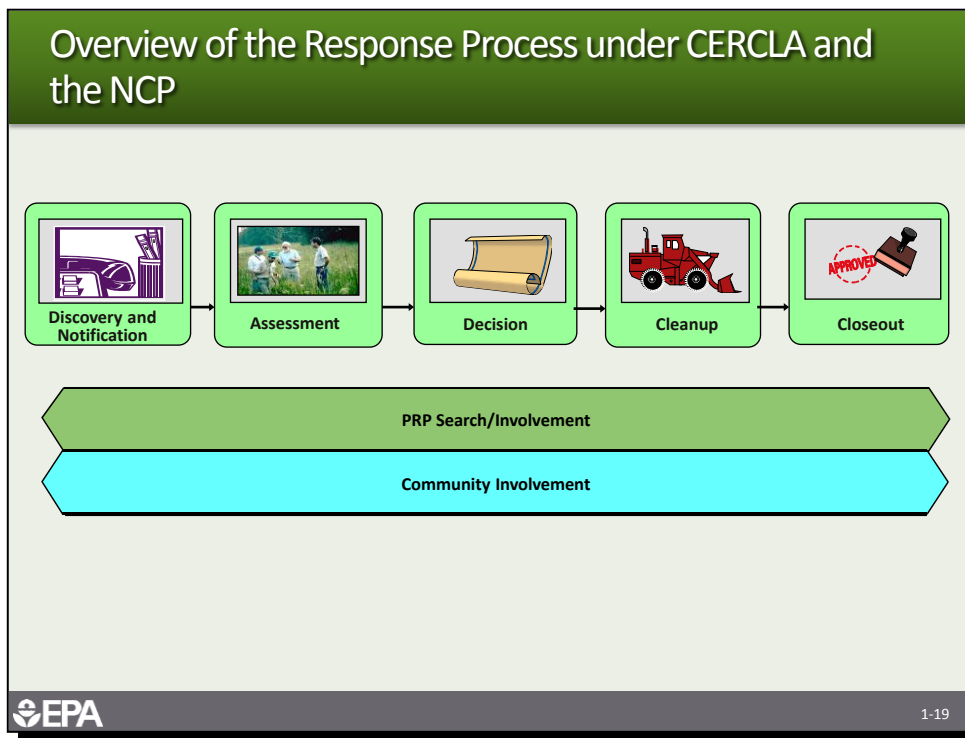 Overview of the Response Process under CERCLA and
the NCP
Discovery and
Notification
Assessment
Decision
Cleanup
APPROVED
Closeout
PRP Search/Involvement
Community Involvement
EPA
1-19